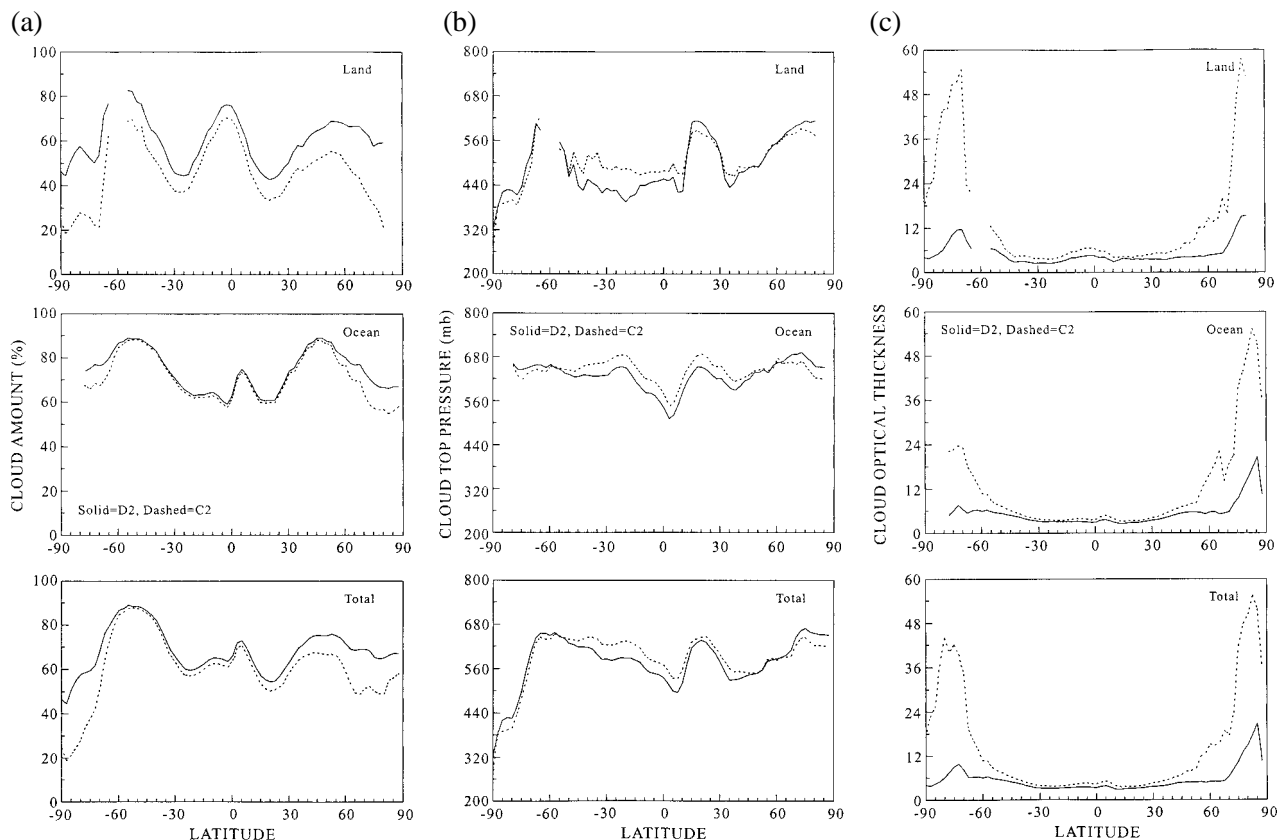 (a)
(b)
(c)
100
80
60
40
20
0
-90 -60 -30 0 30 60 90
Land
800
680
560
440
320
200
-90 -60 -30 0 30 60 90
Land
60
48
36
24
12
0
-90 -60 -30 0 30 60 90
Land
CLOUD AMOUNT (%)
100
80
60
40
20
0
-90 -60 -30 0 30 60 90
Ocean
Solid=D2, Dashed=C2
CLOUD TOP PRESSURE (mb)
800
680
560
440
320
200
-90 -60 -30 0 30 60 90
Solid=D2, Dashed=C2
Ocean
CLOUD OPTICAL THICKNESS
60
48
36
24
12
0
-90 -60 -30 0 30 60 90
Solid=D2, Dashed=C2
Ocean
100
80
60
40
20
0
-90 -60 -30 0 30 60 90
Total
LATITUDE
800
680
560
440
320
200
-90 -60 -30 0 30 60 90
Total
LATITUDE
60
48
36
24
12
0
-90 -60 -30 0 30 60 90
Total
LATITUDE